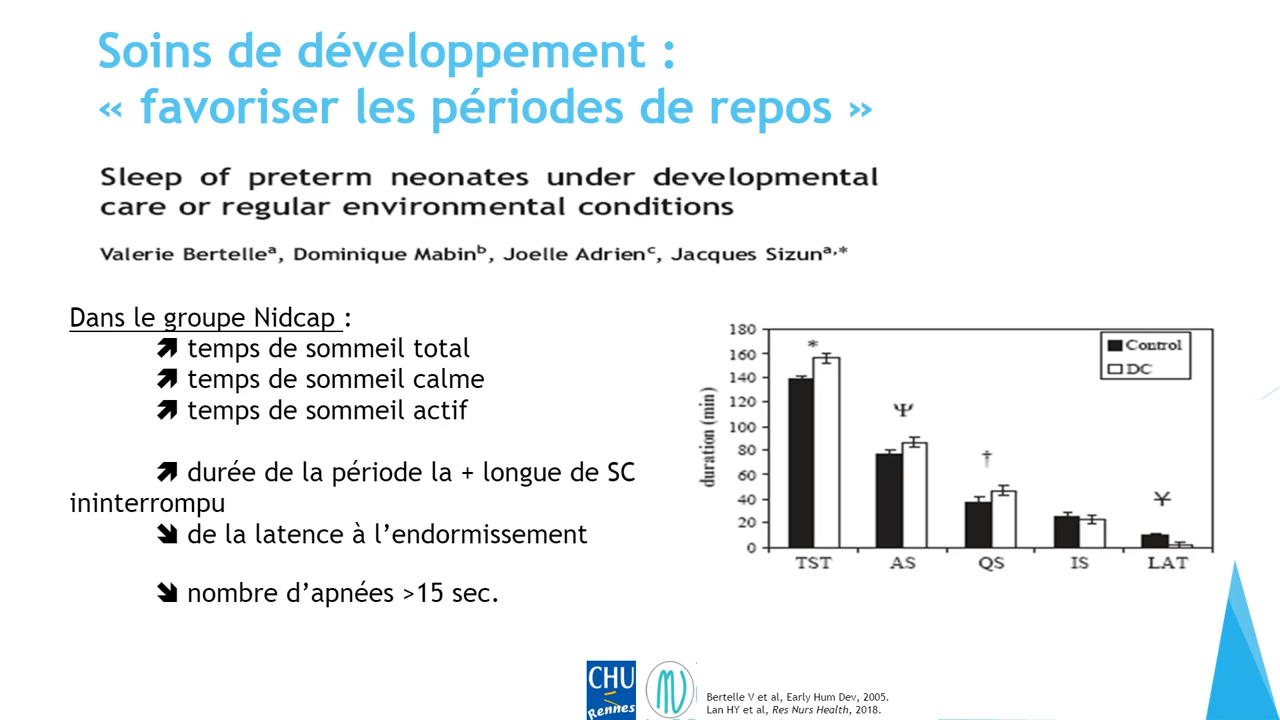 Soins de développement :
« favoriser les périodes de repos »
Sleep of preterm neonates under developmental
care or regular environmental conditions
Valerie Bertelleᵃ, Dominique Mabinᵇ, Joelle Adrienᶜ, Jacques Sizunᵃ,*
Dans le groupe Nidcap :
🡽 temps de sommeil total
🡽 temps de sommeil calme
🡽 temps de sommeil actif
🡽 durée de la période la + longue de SC
ininterrompu
🡾 de la latence à l’endormissement
🡾 nombre d’apnées >15 sec.
180
160
140
120
100
80
60
40
20
0
duration (min)
* Ψ † ¥
Control
DC
TST AS QS IS LAT
CHU
Rennes
Bertelle V et al, Early Hum Dev, 2005.
Lan HY et al, Res Nurs Health, 2018.